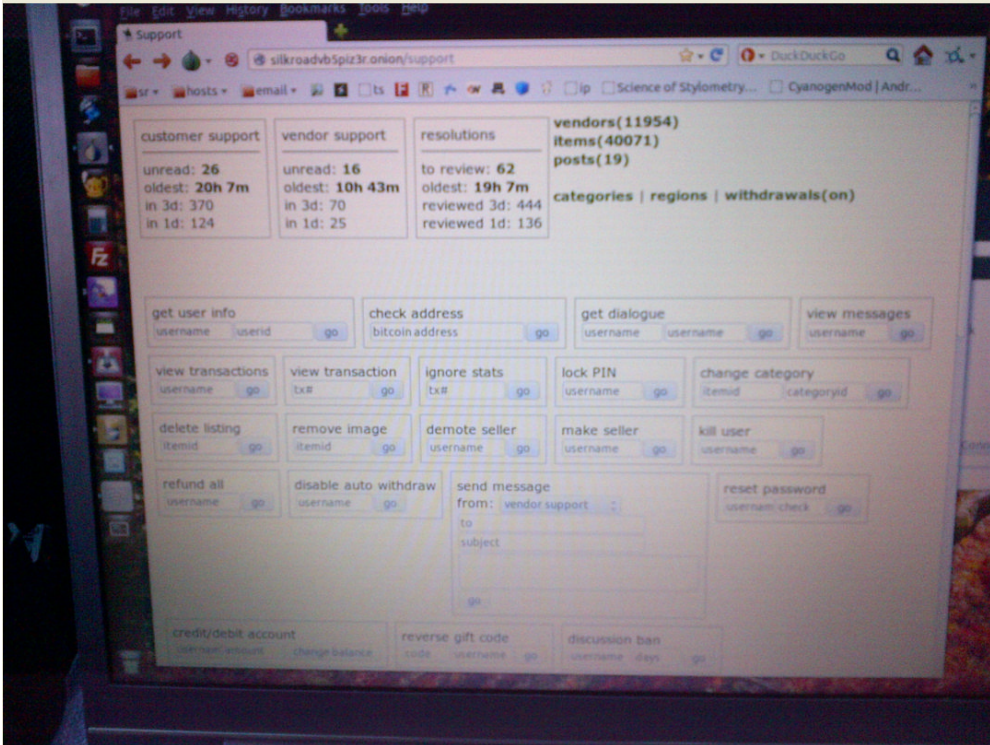 File Edit View History Bookmarks Tools Help
Support
silkroadvb5piz3r.onion/support
DuckDuckGo
sr hosts email ts ip Science of Stylometry... CyanogenMod | Andr...
customer support
unread: 26
oldest: 20h 7m
in 3d: 370
in 1d: 124
vendor support
unread: 16
oldest: 10h 43m
in 3d: 70
in 1d: 25
resolutions
to review: 62
oldest: 19h 7m
reviewed 3d: 444
reviewed 1d: 136
vendors(11954)
items(40071)
posts(19)
categories | regions | withdrawals(on)
get user info
username userid go
check address
bitcoin address go
get dialogue
username username go
view messages
username go
view transactions
username go
view transaction
tx# go
ignore stats
tx# go
lock PIN
username go
change category
itemid categoryid go
delete listing
itemid go
remove image
itemid go
demote seller
username go
make seller
username go
kill user
username go
refund all
username go
disable auto withdraw
username go
send message
from: vendor support
to
subject
go
reset password
usernam check go
credit/debit account
usernam amount change balance
reverse gift code
code username go
discussion ban
username days go